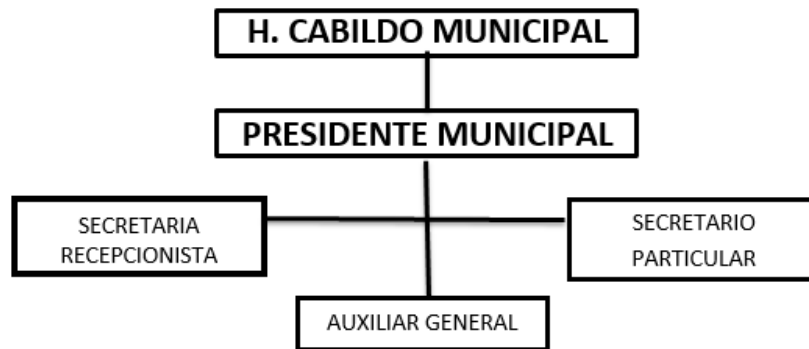 H. CABILDO MUNICIPAL
PRESIDENTE MUNICIPAL
SECRETARIA
RECEPCIONISTA
SECRETARIO
PARTICULAR
AUXILIAR GENERAL